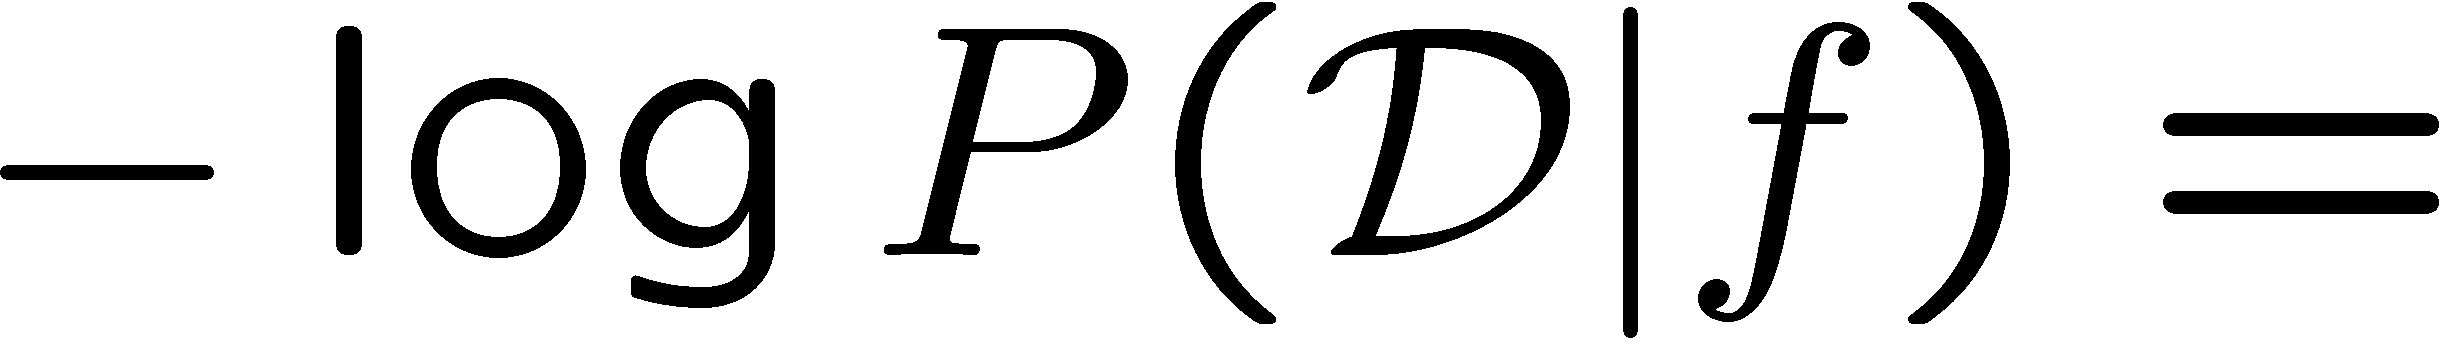 − log P(𝒟|f) =